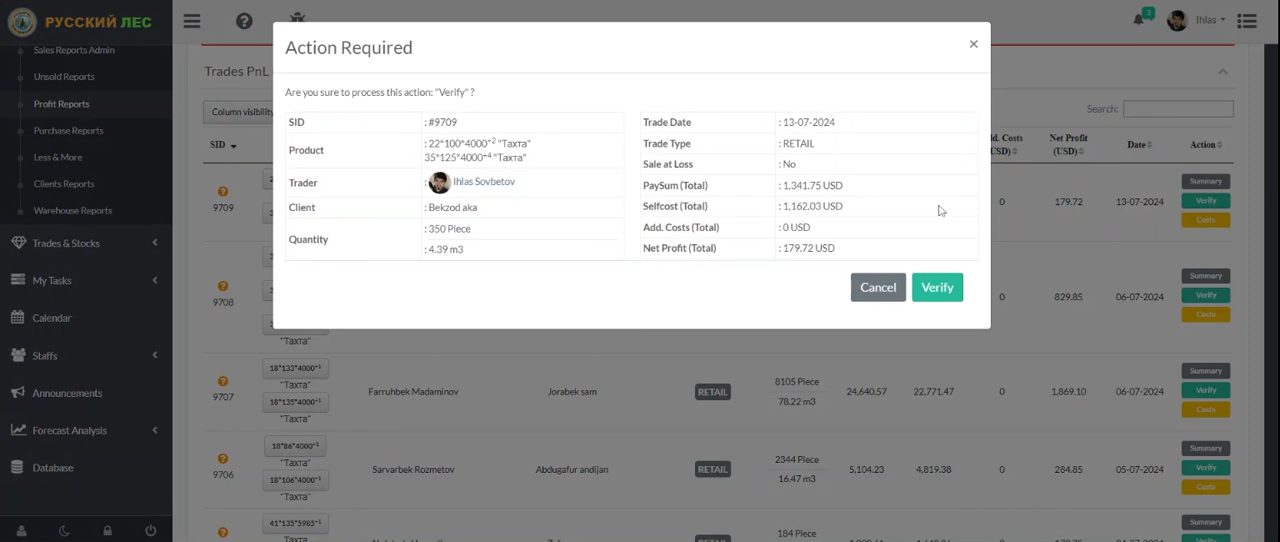 РУССКИЙ ЛЕС
Sales Reports Admin
Unsold Reports
Profit Reports
Purchase Reports
Less & More
Clients Reports
Warehouse Reports
Trades & Stocks
My Tasks
Calendar
Staffs
Announcements
Forecast Analysis
Database
3
Ihlas
Action Required
×
Are you sure to process this action: "Verify" ?
SID : #9709
Product : 22*100*4000⁺² "Тахта"
35*125*4000⁺⁴ "Тахта"
Trader : Ihlas Sovbetov
Client : Bekzod aka
Quantity : 350 Piece
: 4.39 m3
Trade Date : 13-07-2024
Trade Type : RETAIL
Sale at Loss : No
PaySum (Total) : 1,341.75 USD
Selfcost (Total) : 1,162.03 USD
Add. Costs (Total) : 0 USD
Net Profit (Total) : 179.72 USD
Cancel Verify
Trades PnL
Column visibility
Search:
SID
dd. Costs
(USD)
Net Profit
(USD)
Date
Action
9709 0 179.72 13-07-2024 Summary
Verify
Costs
9708 829.85 06-07-2024 Summary
Verify
Costs
"Тахта"
9707
18*133*4000⁺¹
"Тахта"
18*135*4000⁺¹
"Тахта"
Farruhbek Madaminov Jorabek sam RETAIL
8105 Piece
78.22 m3
24,640.57 22,771.47 0 1,869.10 06-07-2024
Summary
Verify
Costs
9706
18*86*4000⁺¹
"Тахта"
18*106*4000⁺¹
"Тахта"
Sarvarbek Rozmetov Abdugafur andijan RETAIL
2344 Piece
16.47 m3
5,104.23 4,819.38 0 284.85 05-07-2024
Summary
Verify
Costs
41*135*5985⁺¹
"Тахта"
184 Piece
Summary
Verify